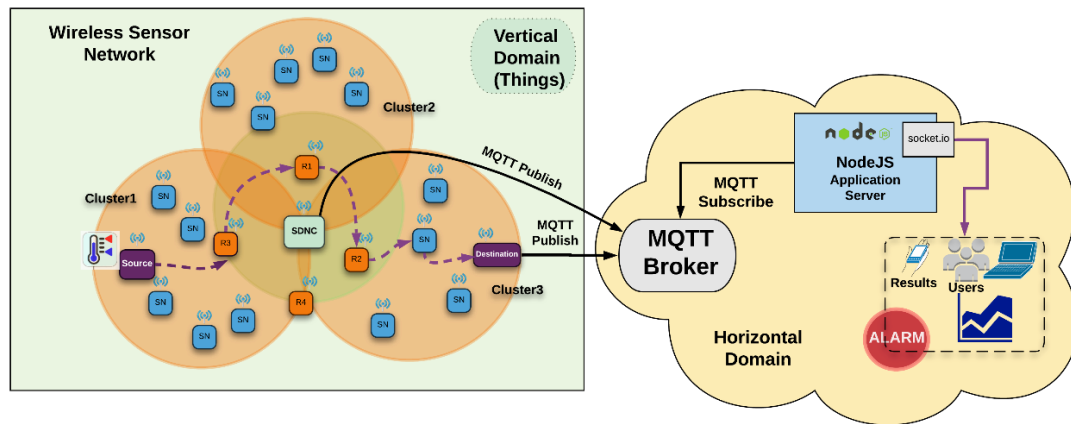 Wireless Sensor
Network
Vertical
Domain
(Things)
SN
SN
SN
SN
SN
SN
Cluster2
R1
Cluster1
SN
SN
R3
Source
SN
SN
SN
SDNC
R4
R2
SN
SN
Destination
Cluster3
SN
SN
MQTT Publish
MQTT
Publish
MQTT
Broker
MQTT
Subscribe
node
JS
socket.io
NodeJS
Application
Server
Results
Users
ALARM
Horizontal
Domain